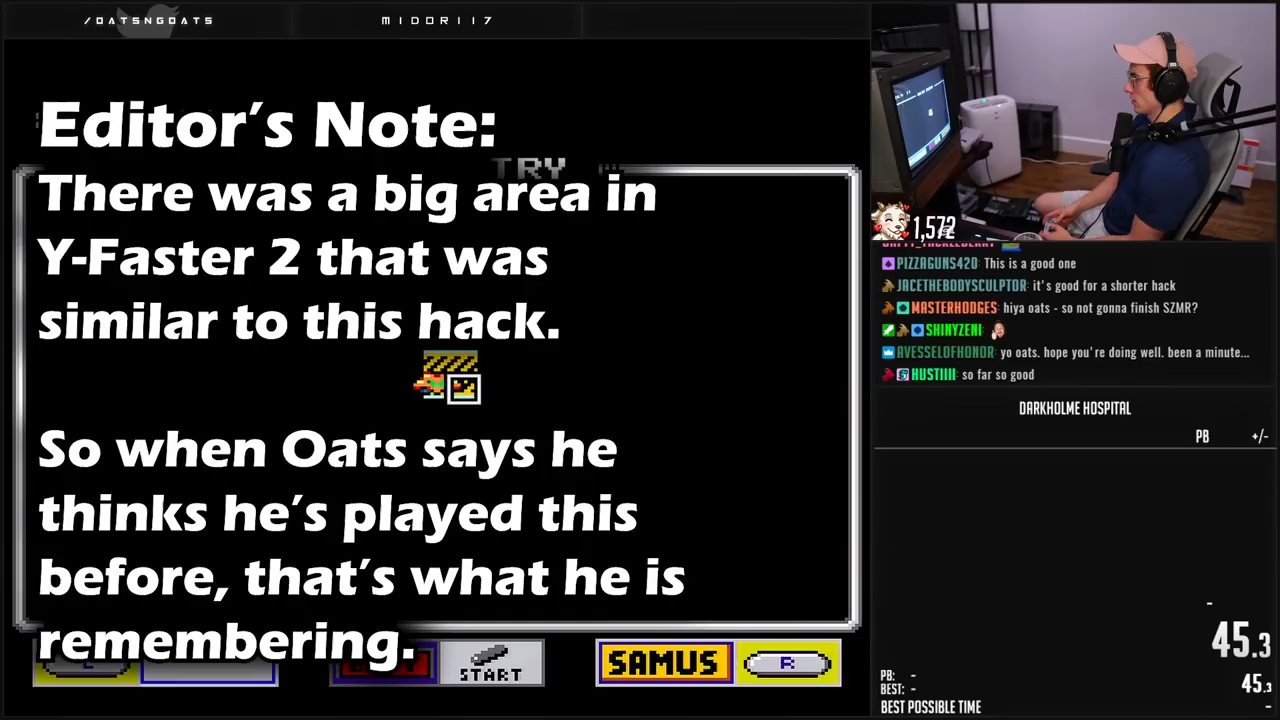 /OATSNGOATS
MIDORI17
Editor's Note:
TRY
There was a big area in
Y-Faster 2 that was
similar to this hack.
So when Oats says he
thinks he's played this
before, that's what he is
remembering.
START
SAMUS
R
1,572
PIZZAGUNS420: This is a good one
JACETHEBODYSCULPTOR: it's good for a shorter hack
MASTERHODGES: hiya oats - so not gonna finish SZMR?
SHINYZENI:
AVESSELOFHONOR: yo oats. hope you're doing well. been a minute...
HUSTIIII: so far so good
DARKHOLME HOSPITAL
PB +/-
-
45.3
PB: -
BEST: -
45.3
BEST POSSIBLE TIME -